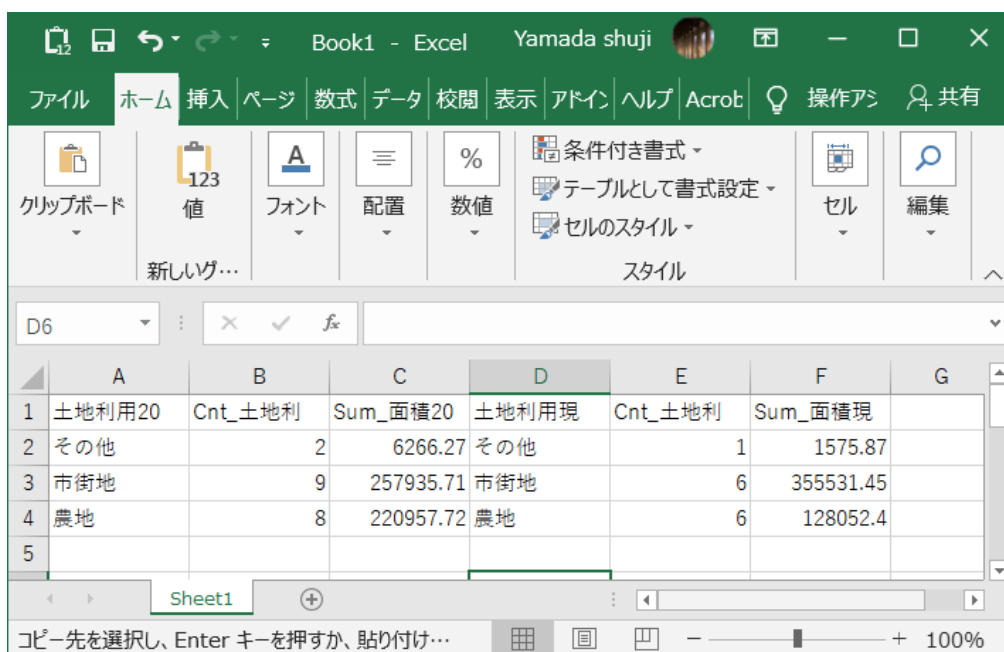 12 Book1 - Excel Yamada shuji
ファイル ホーム 挿入 ページ 数式 データ 校閲 表示 アドイン ヘルプ Acrob 操作アシ 共有
クリップボード
123
値
フォント
配置
%
数値
条件付き書式
テーブルとして書式設定
セルのスタイル
セル
編集
新しいグ…
スタイル
D6 fx
A B C D E F G
1 土地利用20 Cnt_土地利 Sum_面積20 土地利用現 Cnt_土地利 Sum_面積現
2 その他 2 6266.27 その他 1 1575.87
3 市街地 9 257935.71 市街地 6 355531.45
4 農地 8 220957.72 農地 6 128052.4
5
Sheet1
コピー先を選択し、Enter キーを押すか、貼り付け… 100%